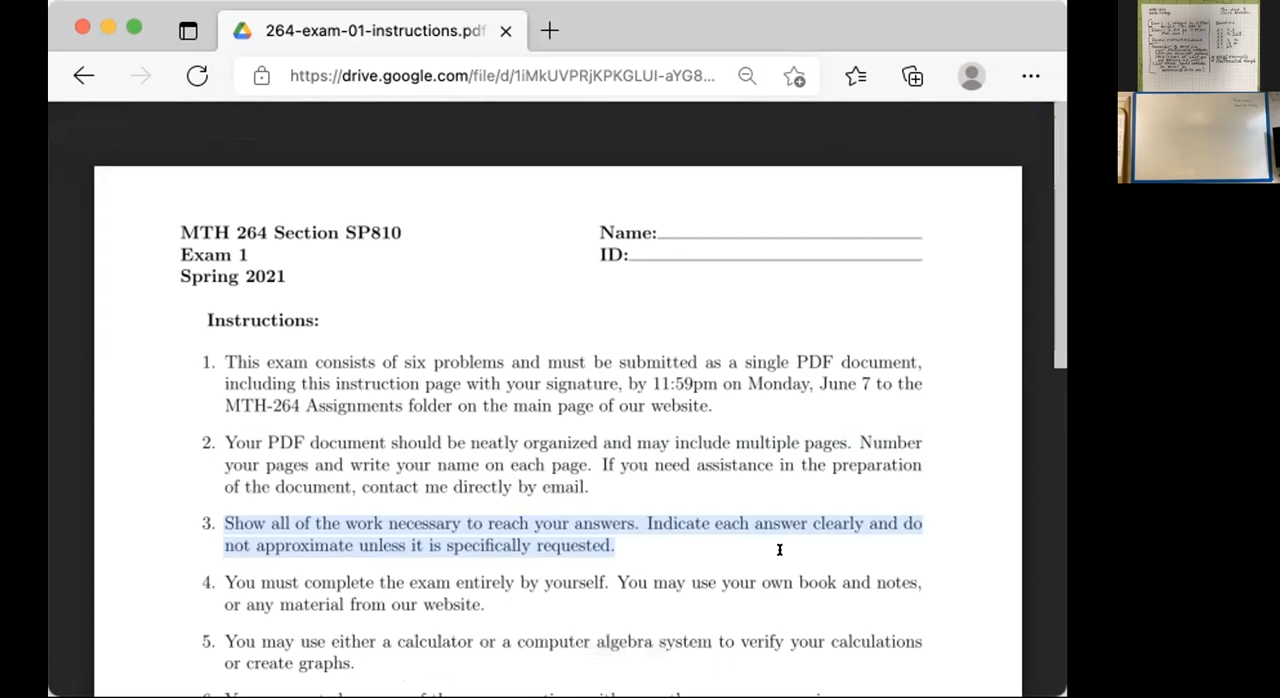 264-exam-01-instructions.pdf
https://drive.google.com/file/d/1iMkUVPRjKPKGLUI-aYG8...
MTH 264 Section SP810
Name:
Exam 1
ID:
Spring 2021
Instructions:
1. This exam consists of six problems and must be submitted as a single PDF document,
including this instruction page with your signature, by 11:59pm on Monday, June 7 to the
MTH-264 Assignments folder on the main page of our website.
2. Your PDF document should be neatly organized and may include multiple pages. Number
your pages and write your name on each page. If you need assistance in the preparation
of the document, contact me directly by email.
3. Show all of the work necessary to reach your answers. Indicate each answer clearly and do
not approximate unless it is specifically requested.
4. You must complete the exam entirely by yourself. You may use your own book and notes,
or any material from our website.
5. You may use either a calculator or a computer algebra system to verify your calculations
or create graphs.